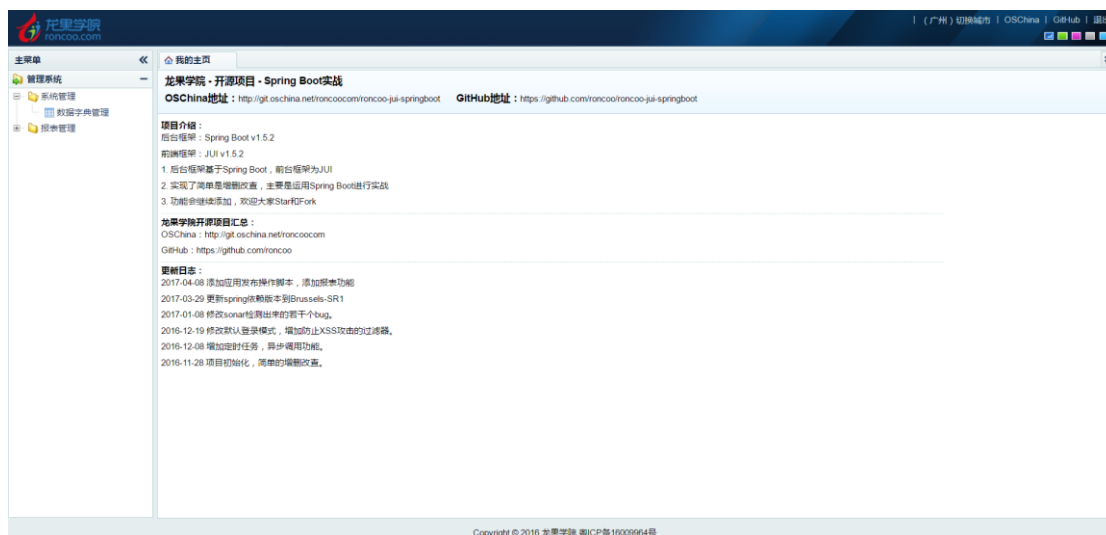 龙果学院
roncoo.com
| (广州) 切换城市 | OSChina | GitHub |
主菜单
我的主页
管理系统
系统管理
数据字典管理
报表管理
龙果学院 - 开源项目 - Spring Boot实战
OSChina地址：http://git.oschina.net/roncoocom/roncoo-jui-springboot GitHub地址：https://github.com/roncoo/roncoo-jui-springboot
项目介绍：
后台框架：Spring Boot v1.5.2
前端框架：JUI v1.5.2
1. 后台框架基于Spring Boot，前台框架为JUI
2. 实现了简单是增删改查，主要是运用Spring Boot进行实战
3. 功能会继续添加，欢迎大家Star和Fork
龙果学院开源项目汇总：
OSChina：http://git.oschina.net/roncoocom
GitHub：https://github.com/roncoo
更新日志：
2017-04-08 添加应用发布操作脚本，添加报表功能
2017-03-29 更新spring依赖版本到Brussels-SR1
2017-01-08 修改sonar检测出来的若干个bug。
2016-12-19 修改默认登录模式，增加防止XSS攻击的过滤器。
2016-12-08 增加定时任务，异步调用功能。
2016-11-28 项目初始化，简单的增删改查。
Copyright © 2016 龙果学院 粤ICP备16009964号